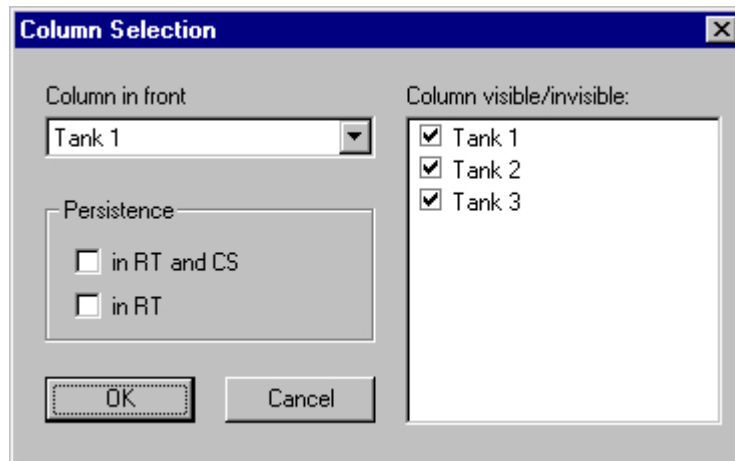 Column Selection
Column in front
Tank 1
Persistence
in RT and CS
in RT
OK
Cancel
Column visible/invisible:
Tank 1
Tank 2
Tank 3